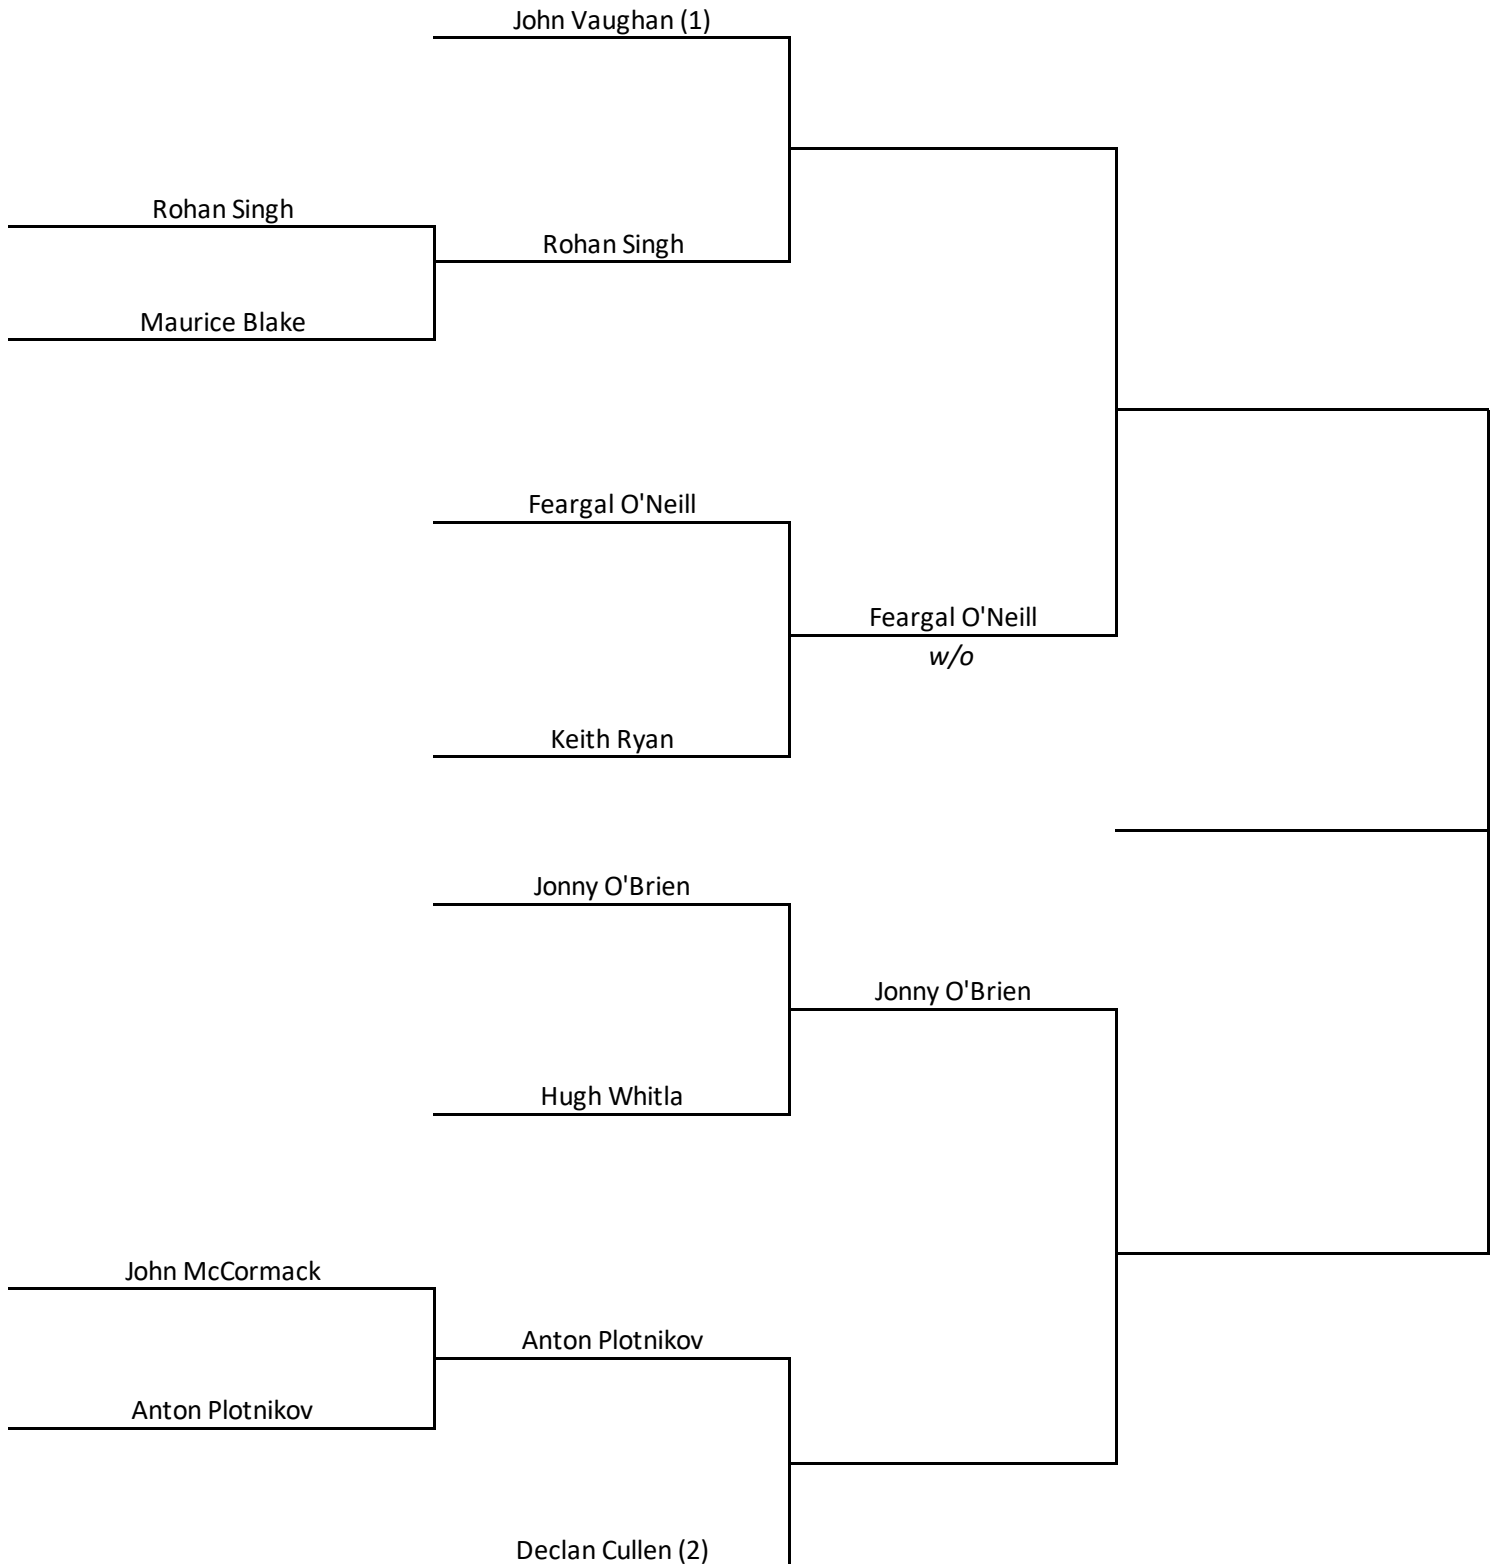 John Vaughan (1)
Rohan Singh
Rohan Singh
Maurice Blake
Feargal O'Neill
Feargal O'Neill
w/o
Keith Ryan
Jonny O'Brien
Jonny O'Brien
Hugh Whitla
John McCormack
Anton Plotnikov
Anton Plotnikov
Declan Cullen (2)